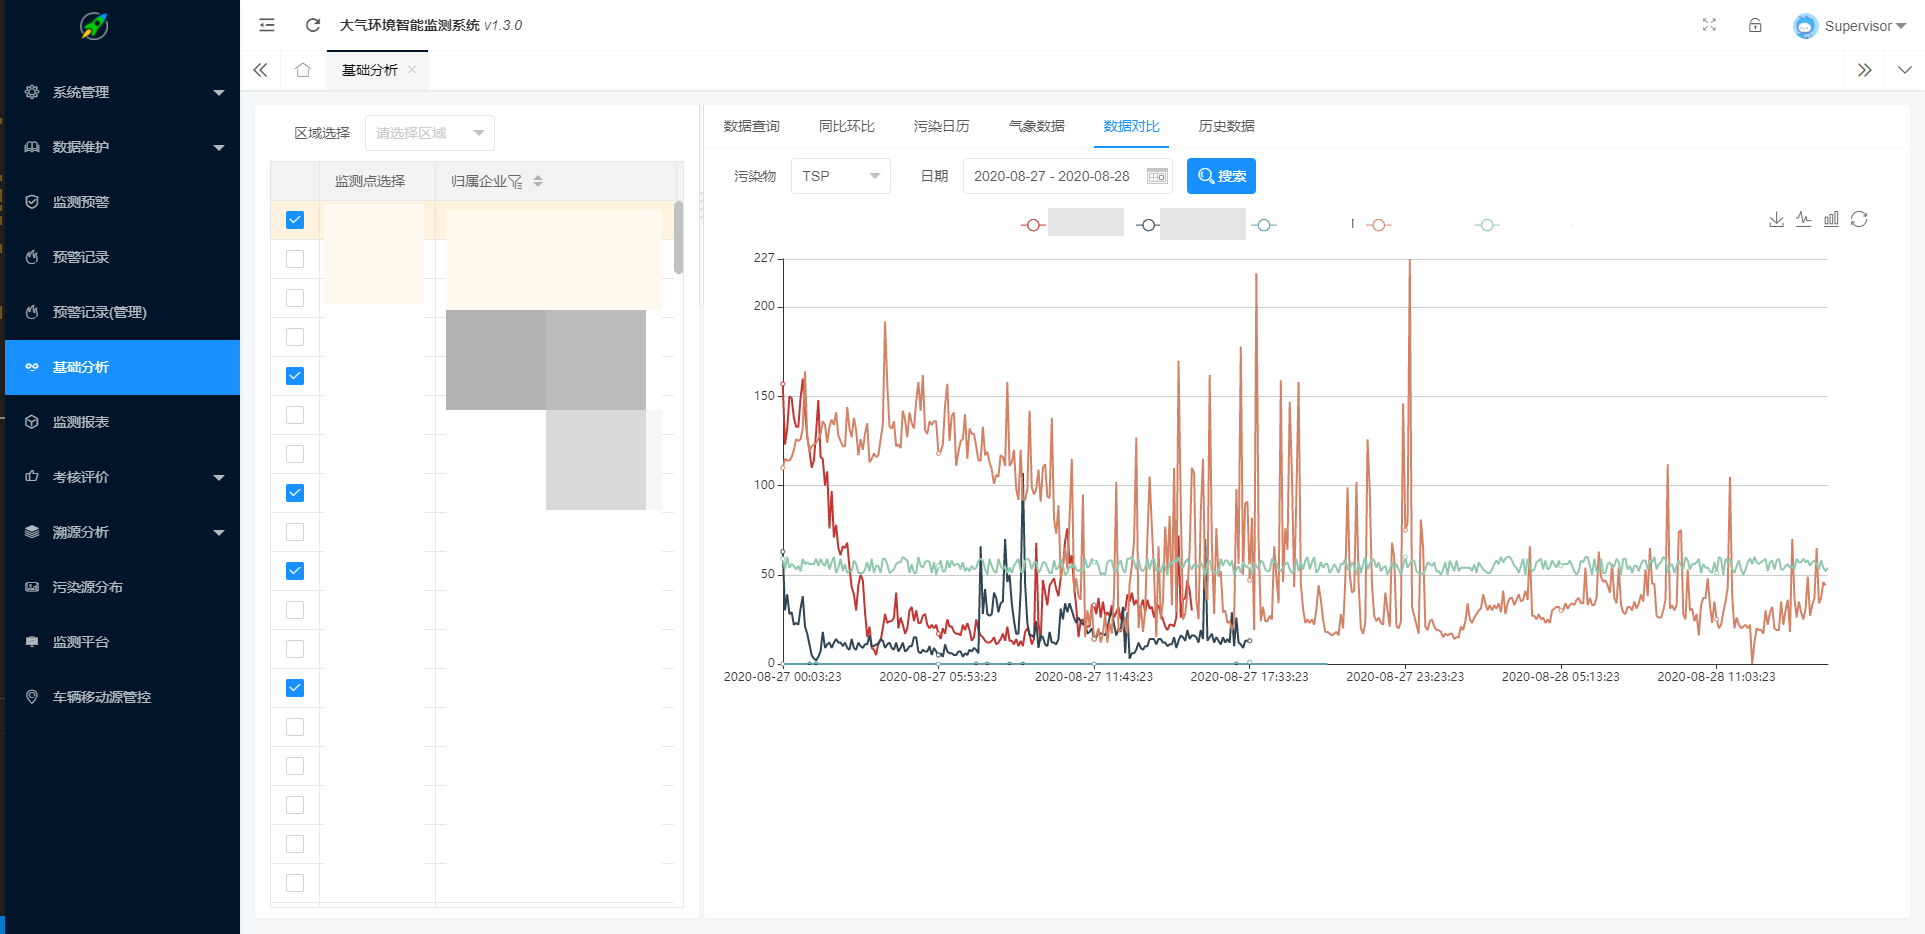 大气环境智能监测系统 v1.3.0
Supervisor
基础分析
系统管理
数据维护
监测预警
预警记录
预警记录(管理)
基础分析
监测报表
考核评价
溯源分析
污染源分布
监测平台
车辆移动源管控
区域选择 请选择区域
监测点选择 归属企业
数据查询 同比环比 污染日历 气象数据 数据对比 历史数据
污染物 TSP 日期 2020-08-27 - 2020-08-28 搜索
227
200
150
100
50
0
2020-08-27 00:03:23 2020-08-27 05:53:23 2020-08-27 11:43:23 2020-08-27 17:33:23 2020-08-27 23:23:23 2020-08-28 05:13:23 2020-08-28 11:03:23